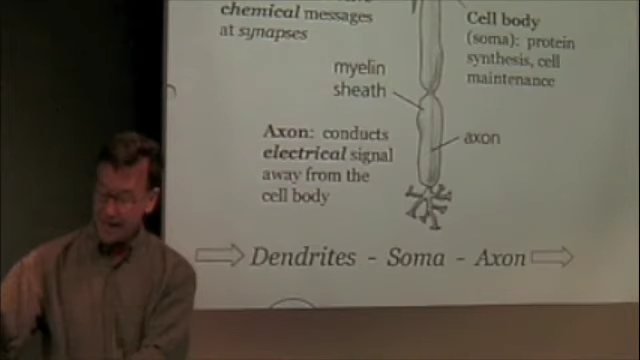 chemical messages
at synapses
Cell body
(soma): protein
synthesis, cell
maintenance
myelin
sheath
Axon: conducts
electrical signal
away from the
cell body
axon
Dendrites - Soma - Axon